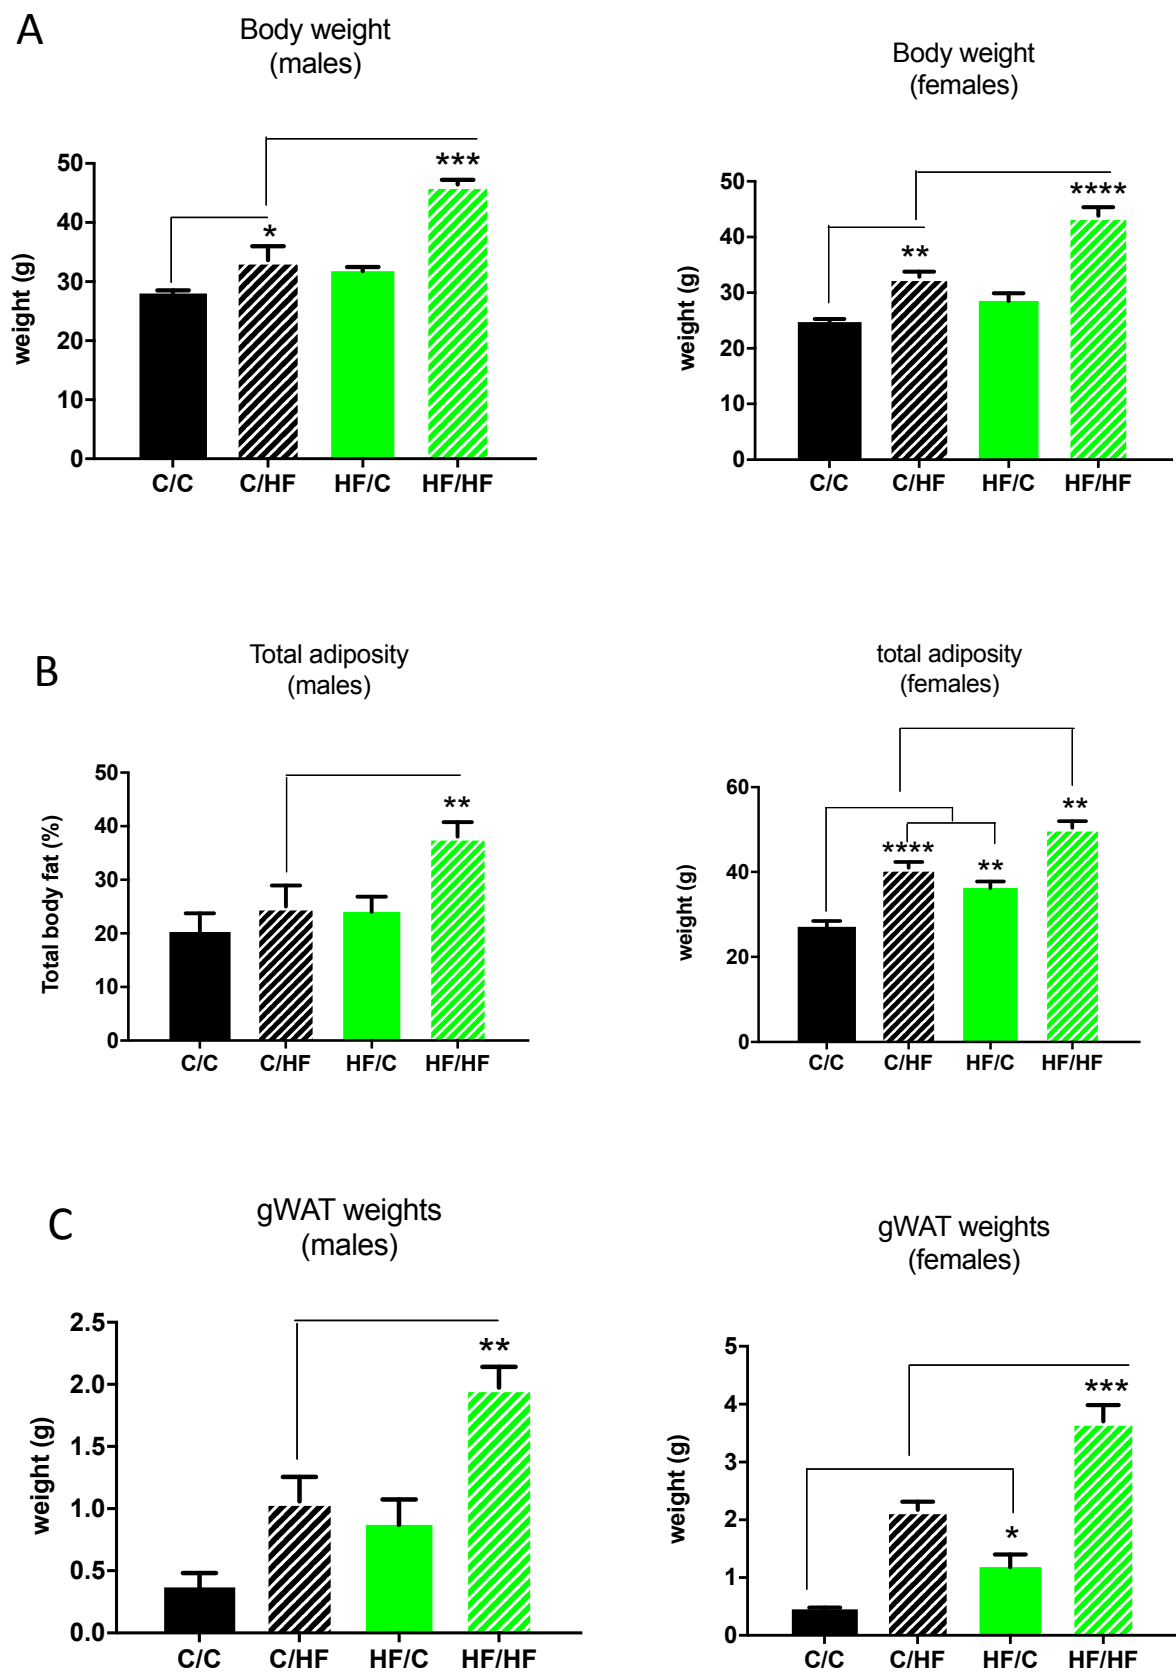 A
Body weight
(males)
Body weight
(females)
weight (g)
50
40
30
20
10
0
*
***
C/C C/HF HF/C HF/HF
weight (g)
50
40
30
20
10
0
**
****
C/C C/HF HF/C HF/HF
B
Total adiposity
(males)
total adiposity
(females)
Total body fat (%)
50
40
30
20
10
0
**
C/C C/HF HF/C HF/HF
weight (g)
60
40
20
0
****
**
**
C/C C/HF HF/C HF/HF
C
gWAT weights
(males)
gWAT weights
(females)
weight (g)
2.5
2.0
1.5
1.0
0.5
0.0
**
C/C C/HF HF/C HF/HF
weight (g)
5
4
3
2
1
0
*
***
C/C C/HF HF/C HF/HF